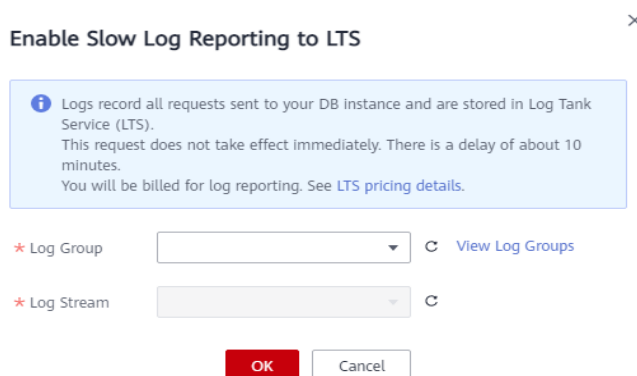 Enable Slow Log Reporting to LTS
Logs record all requests sent to your DB instance and are stored in Log Tank
Service (LTS).
This request does not take effect immediately. There is a delay of about 10
minutes.
You will be billed for log reporting. See LTS pricing details.
* Log Group
View Log Groups
* Log Stream
OK
Cancel